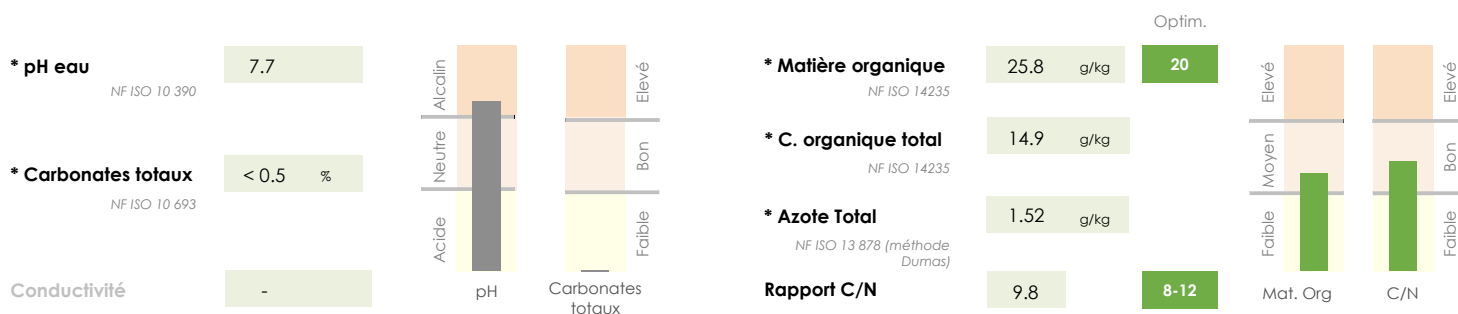 Optim.
* pH eau
7.7
NF ISO 10 390
* Carbonates totaux
< 0.5 %
NF ISO 10 693
Conductivité
-
Alcalin
Neutre
Acide
Elevé
Bon
Faible
pH
Carbonates
totaux
* Matière organique
25.8 g/kg
20
NF ISO 14235
* C. organique total
14.9 g/kg
NF ISO 14235
* Azote Total
1.52 g/kg
NF ISO 13 878 (méthode
Dumas)
Rapport C/N
9.8
8-12
Elevé
Moyen
Faible
Elevé
Bon
Faible
Mat. Org
C/N